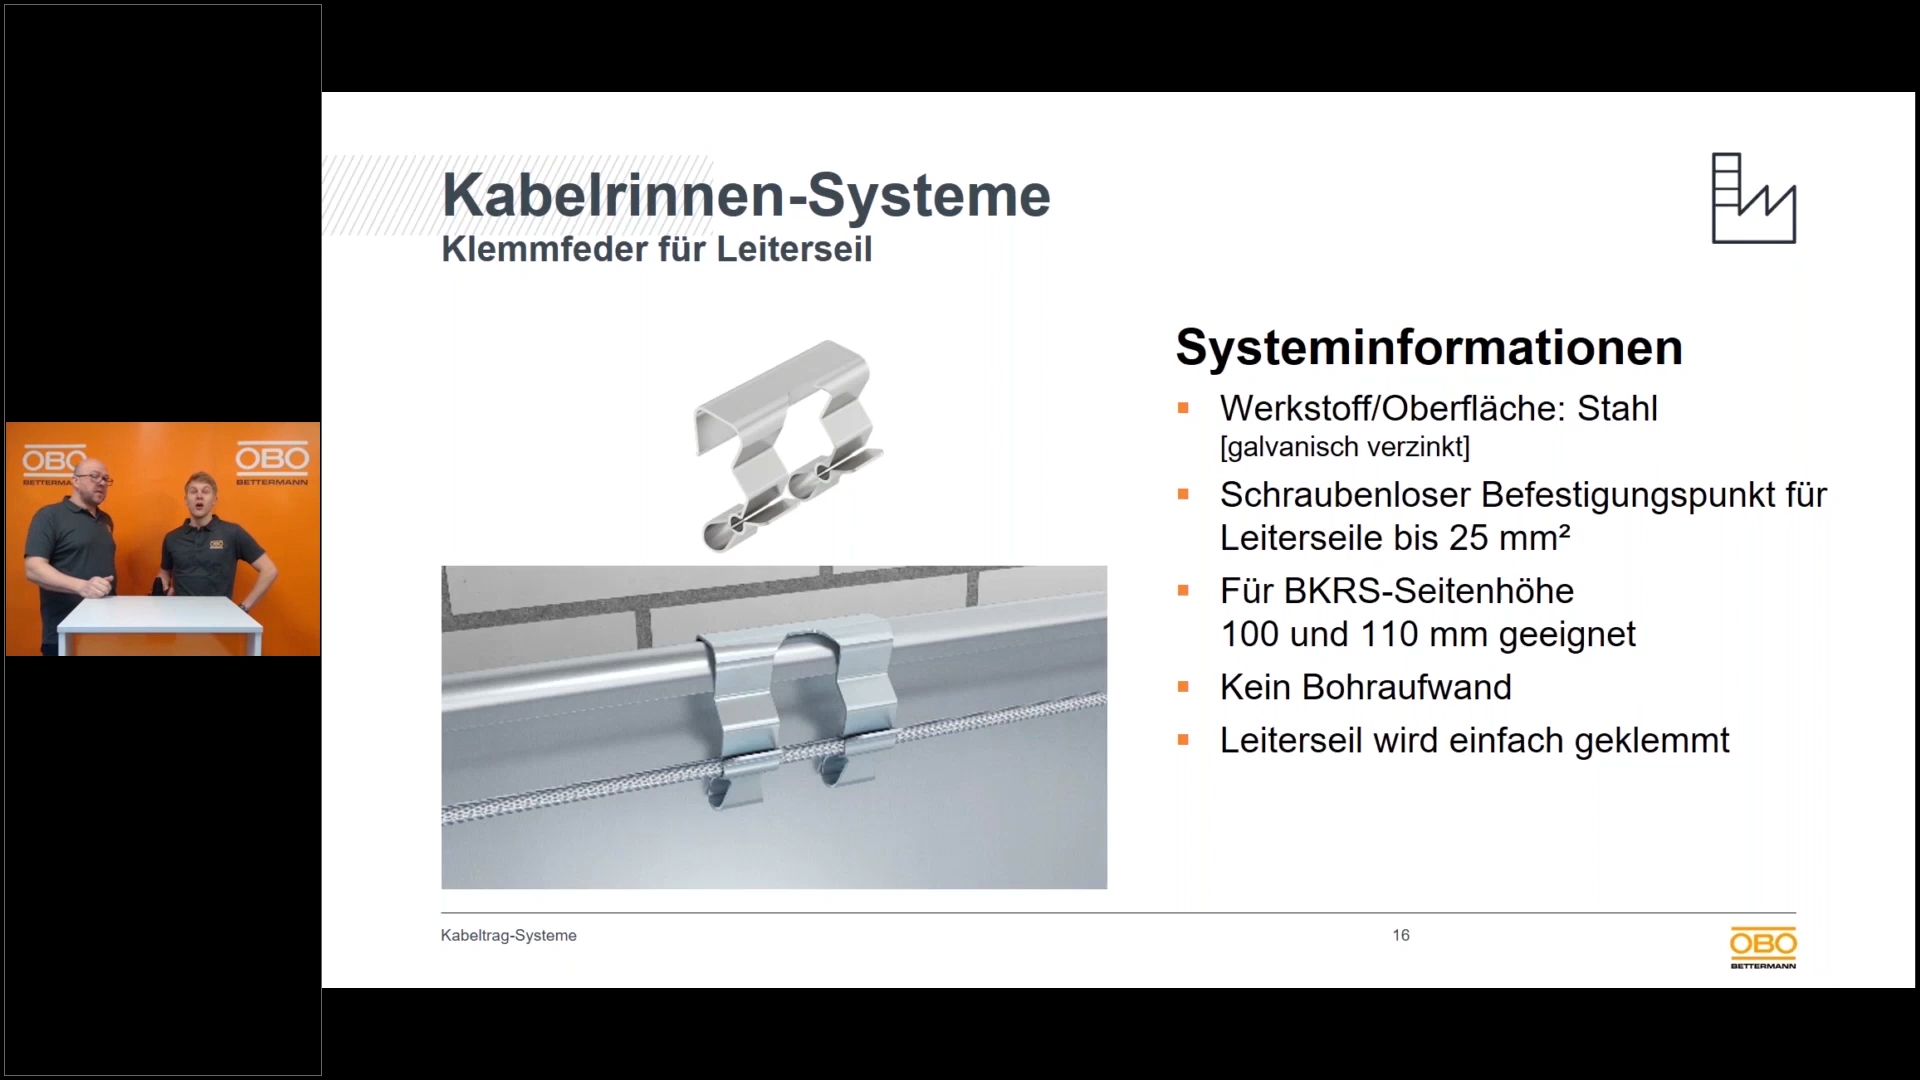 Kabelrinnen-Systeme
Klemmfeder für Leiterseil
Systeminformationen
Werkstoff/Oberfläche: Stahl
[galvanisch verzinkt]
Schraubenloser Befestigungspunkt für
Leiterseile bis 25 mm²
Für BKRS-Seitenhöhe
100 und 110 mm geeignet
Kein Bohraufwand
Leiterseil wird einfach geklemmt
OBO
BETTERMANN
OBO
BETTERMANN
OBO
Kabeltrag-Systeme
16
OBO
BETTERMANN